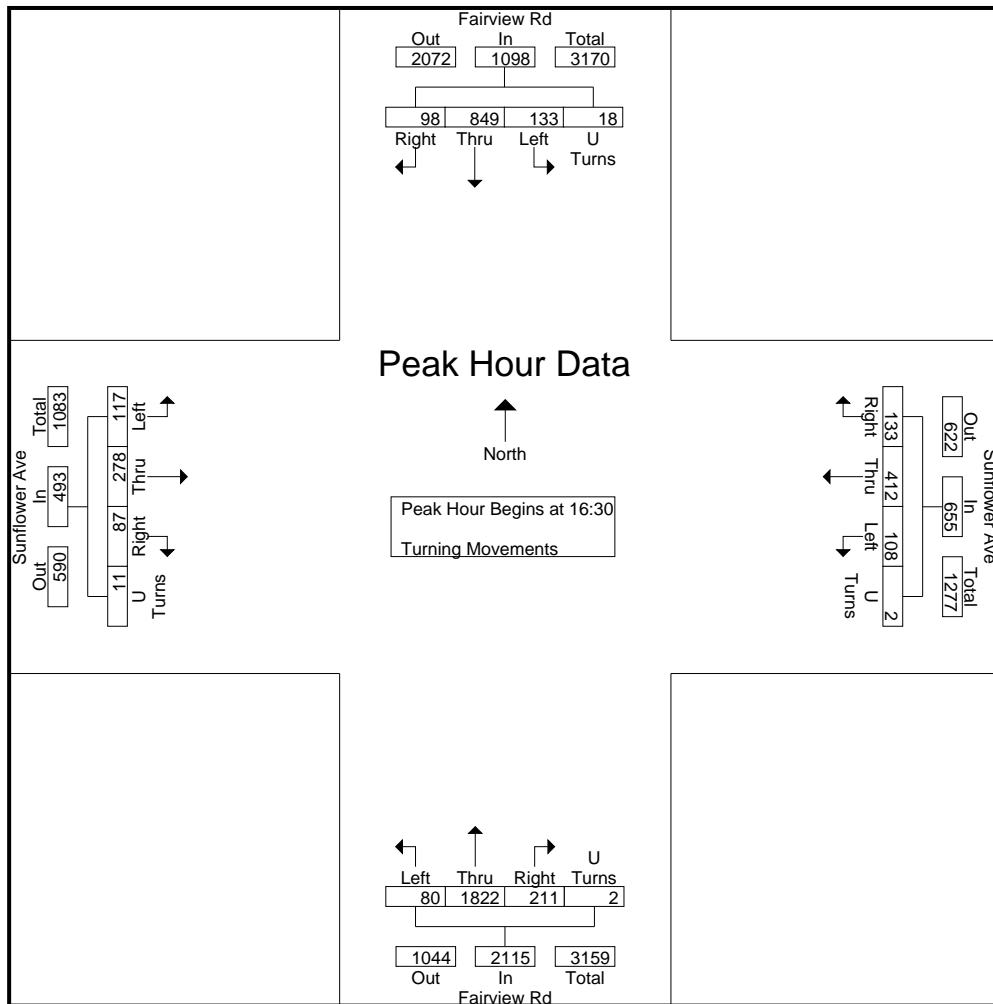 Fairview Rd
Out In Total
2072 1098 3170
98 849 133 18
Right Thru Left U
Turns
Peak Hour Data
North
Peak Hour Begins at 16:30
Turning Movements
Sunflower Ave
Total In Out
1083 493 590
117 278 87 11
Left Thru Right U
Turns
Right Thru Left U
Turns
133 412 108 2
Out In Total
622 655 1277
Sunflower Ave
U
Left Thru Right Turns
80 1822 211 2
1044 2115 3159
Out In Total
Fairview Rd